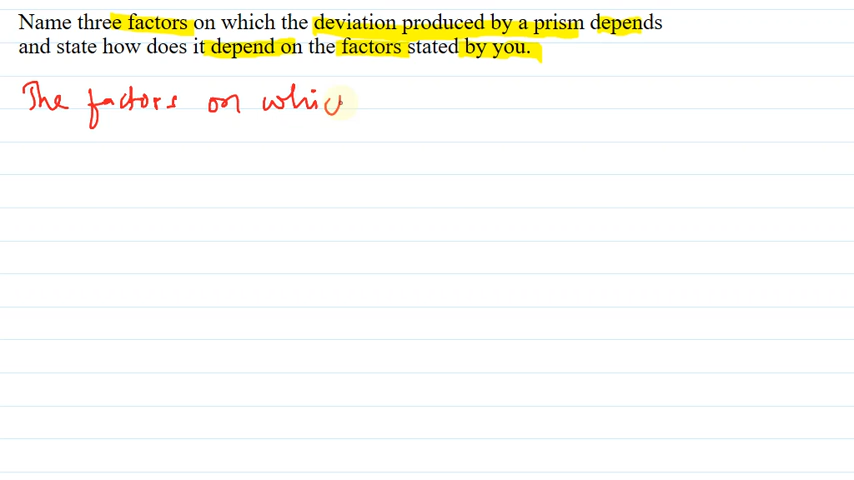 Name three factors on which the deviation produced by a prism depends
and state how does it depend on the factors stated by you.
The factors on whic